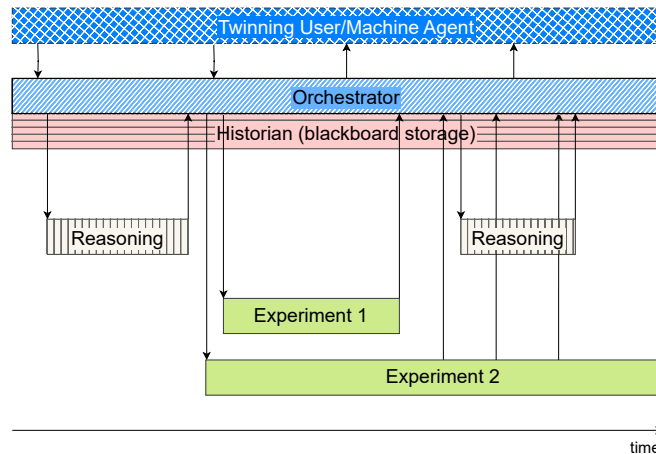 Twinning User/Machine Agent
Orchestrator
Historian (blackboard storage)
Reasoning
Reasoning
Experiment 1
Experiment 2
time